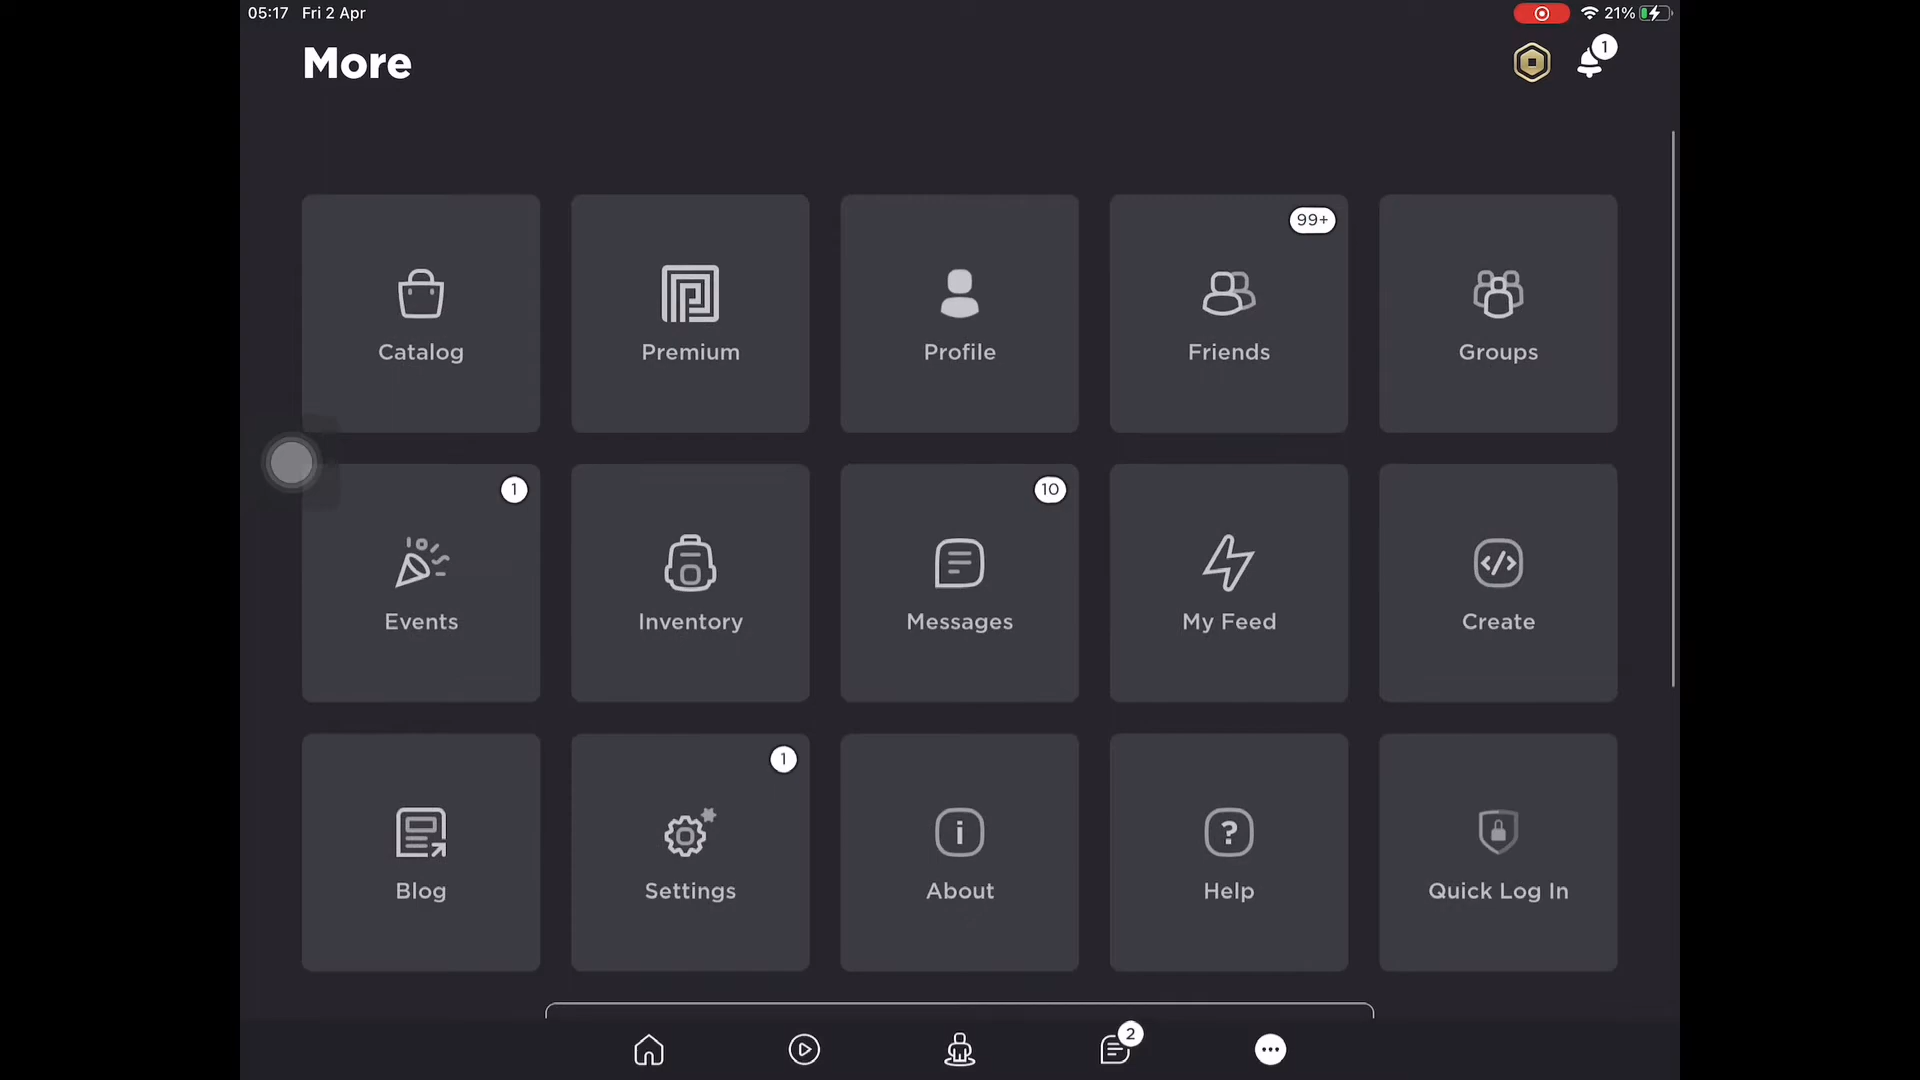 05:17 Fri 2 Apr
21%
More
1
99+
Catalog Premium Profile Friends Groups
1
10
Events Inventory Messages My Feed Create
1
Blog Settings About Help Quick Log In
2